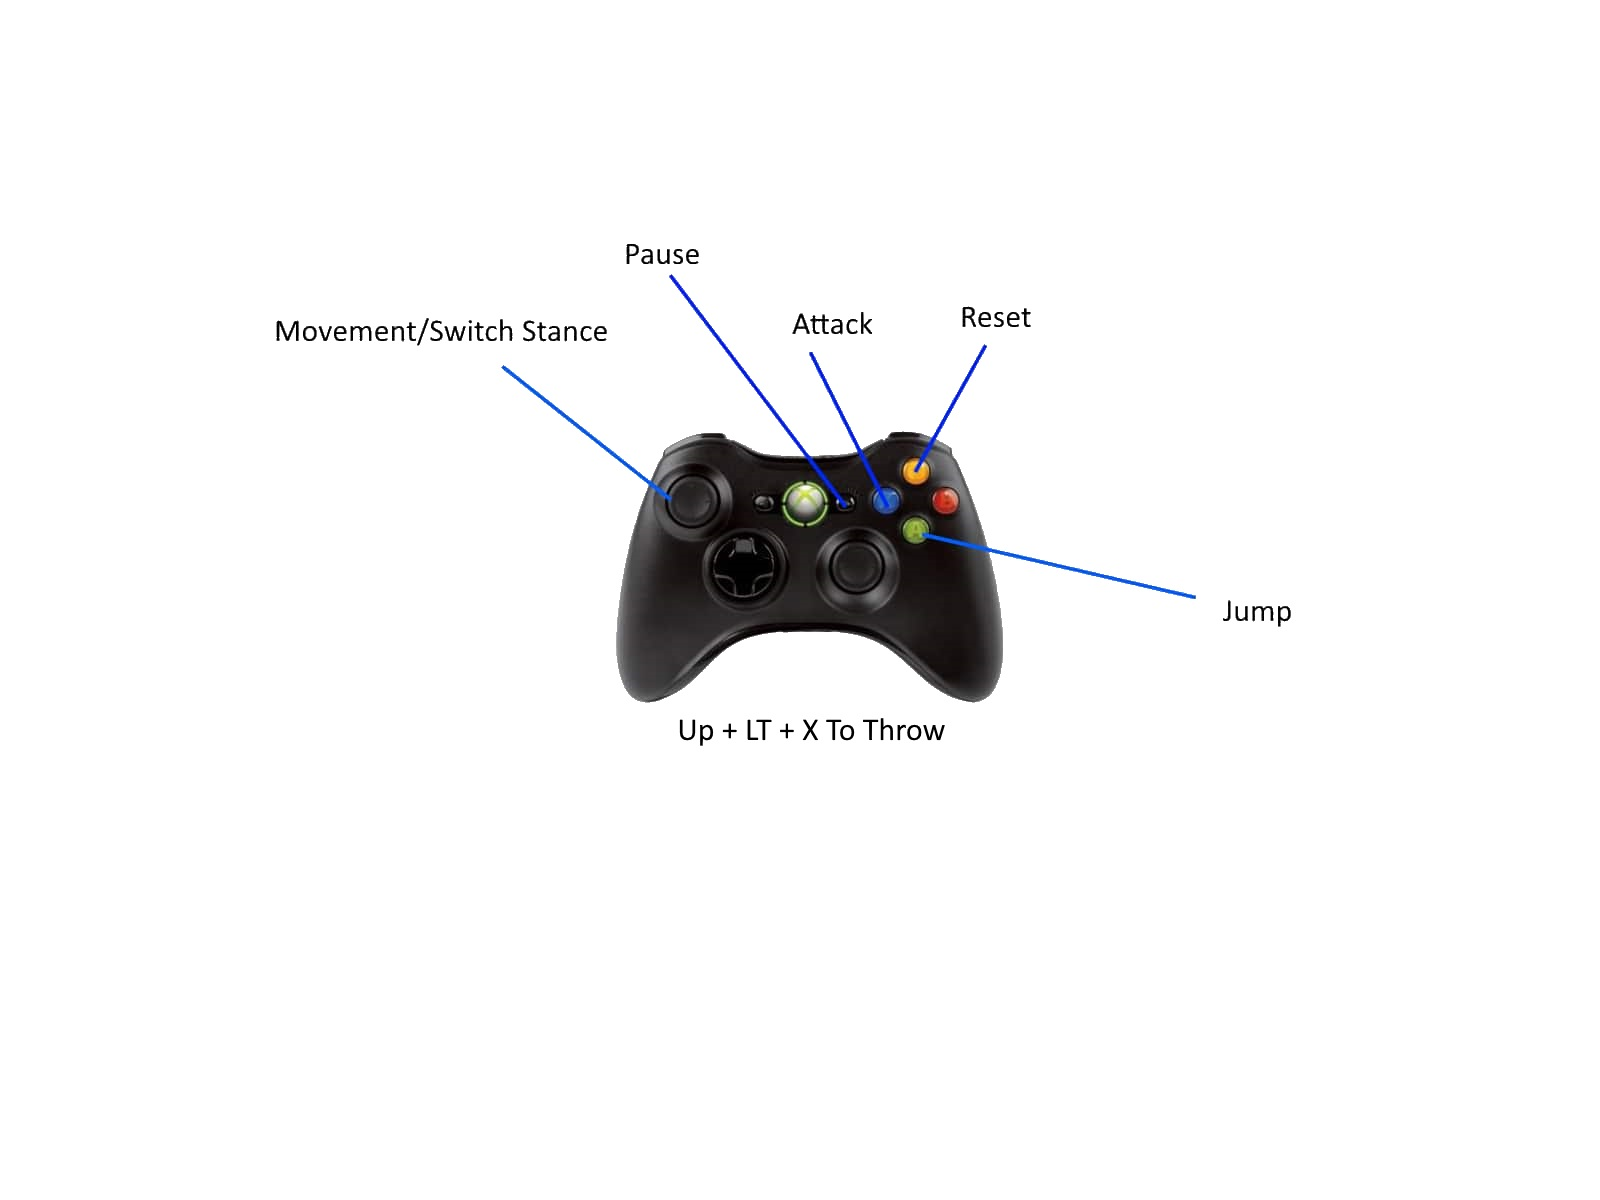 Pause
Attack
Reset
Movement/Switch Stance
A
Jump
Up + LT + X To Throw